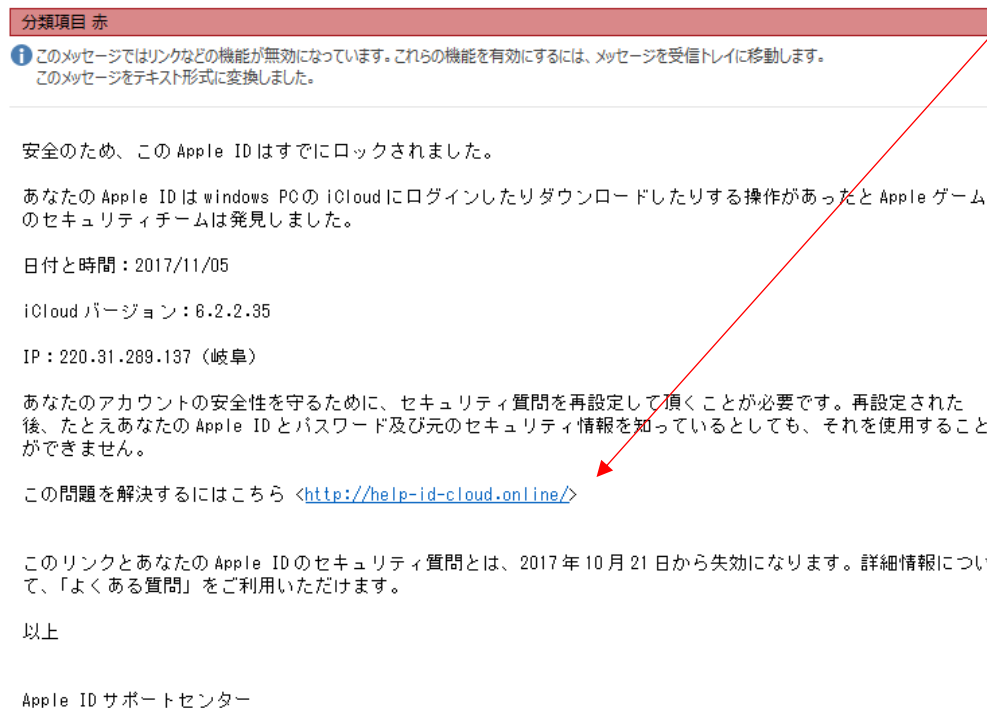 分類項目 赤
このメッセージではリンクなどの機能が無効になっています。これらの機能を有効にするには、メッセージを受信トレイに移動します。
このメッセージをテキスト形式に変換しました。
安全のため、この Apple ID はすでにロックされました。
あなたの Apple ID は windows PC の iCloud にログインしたりダウンロードしたりする操作があったと Apple ゲーム
のセキュリティチームは発見しました。
日付と時間：2017/11/05
iCloud バージョン：6.2.2.35
IP：220.31.289.137（岐阜）
あなたのアカウントの安全性を守るために、セキュリティ質問を再設定して頂くことが必要です。再設定された
後、たとえあなたの Apple ID とパスワード及び元のセキュリティ情報を知っているとしても、それを使用すること
ができません。
この問題を解決するにはこちら <http://help-id-cloud.online/>
このリンクとあなたの Apple ID のセキュリティ質問とは、2017 年 10 月 21 日から失効になります。詳細情報につい
て、「よくある質問」をご利用いただけます。
以上
Apple ID サポートセンター